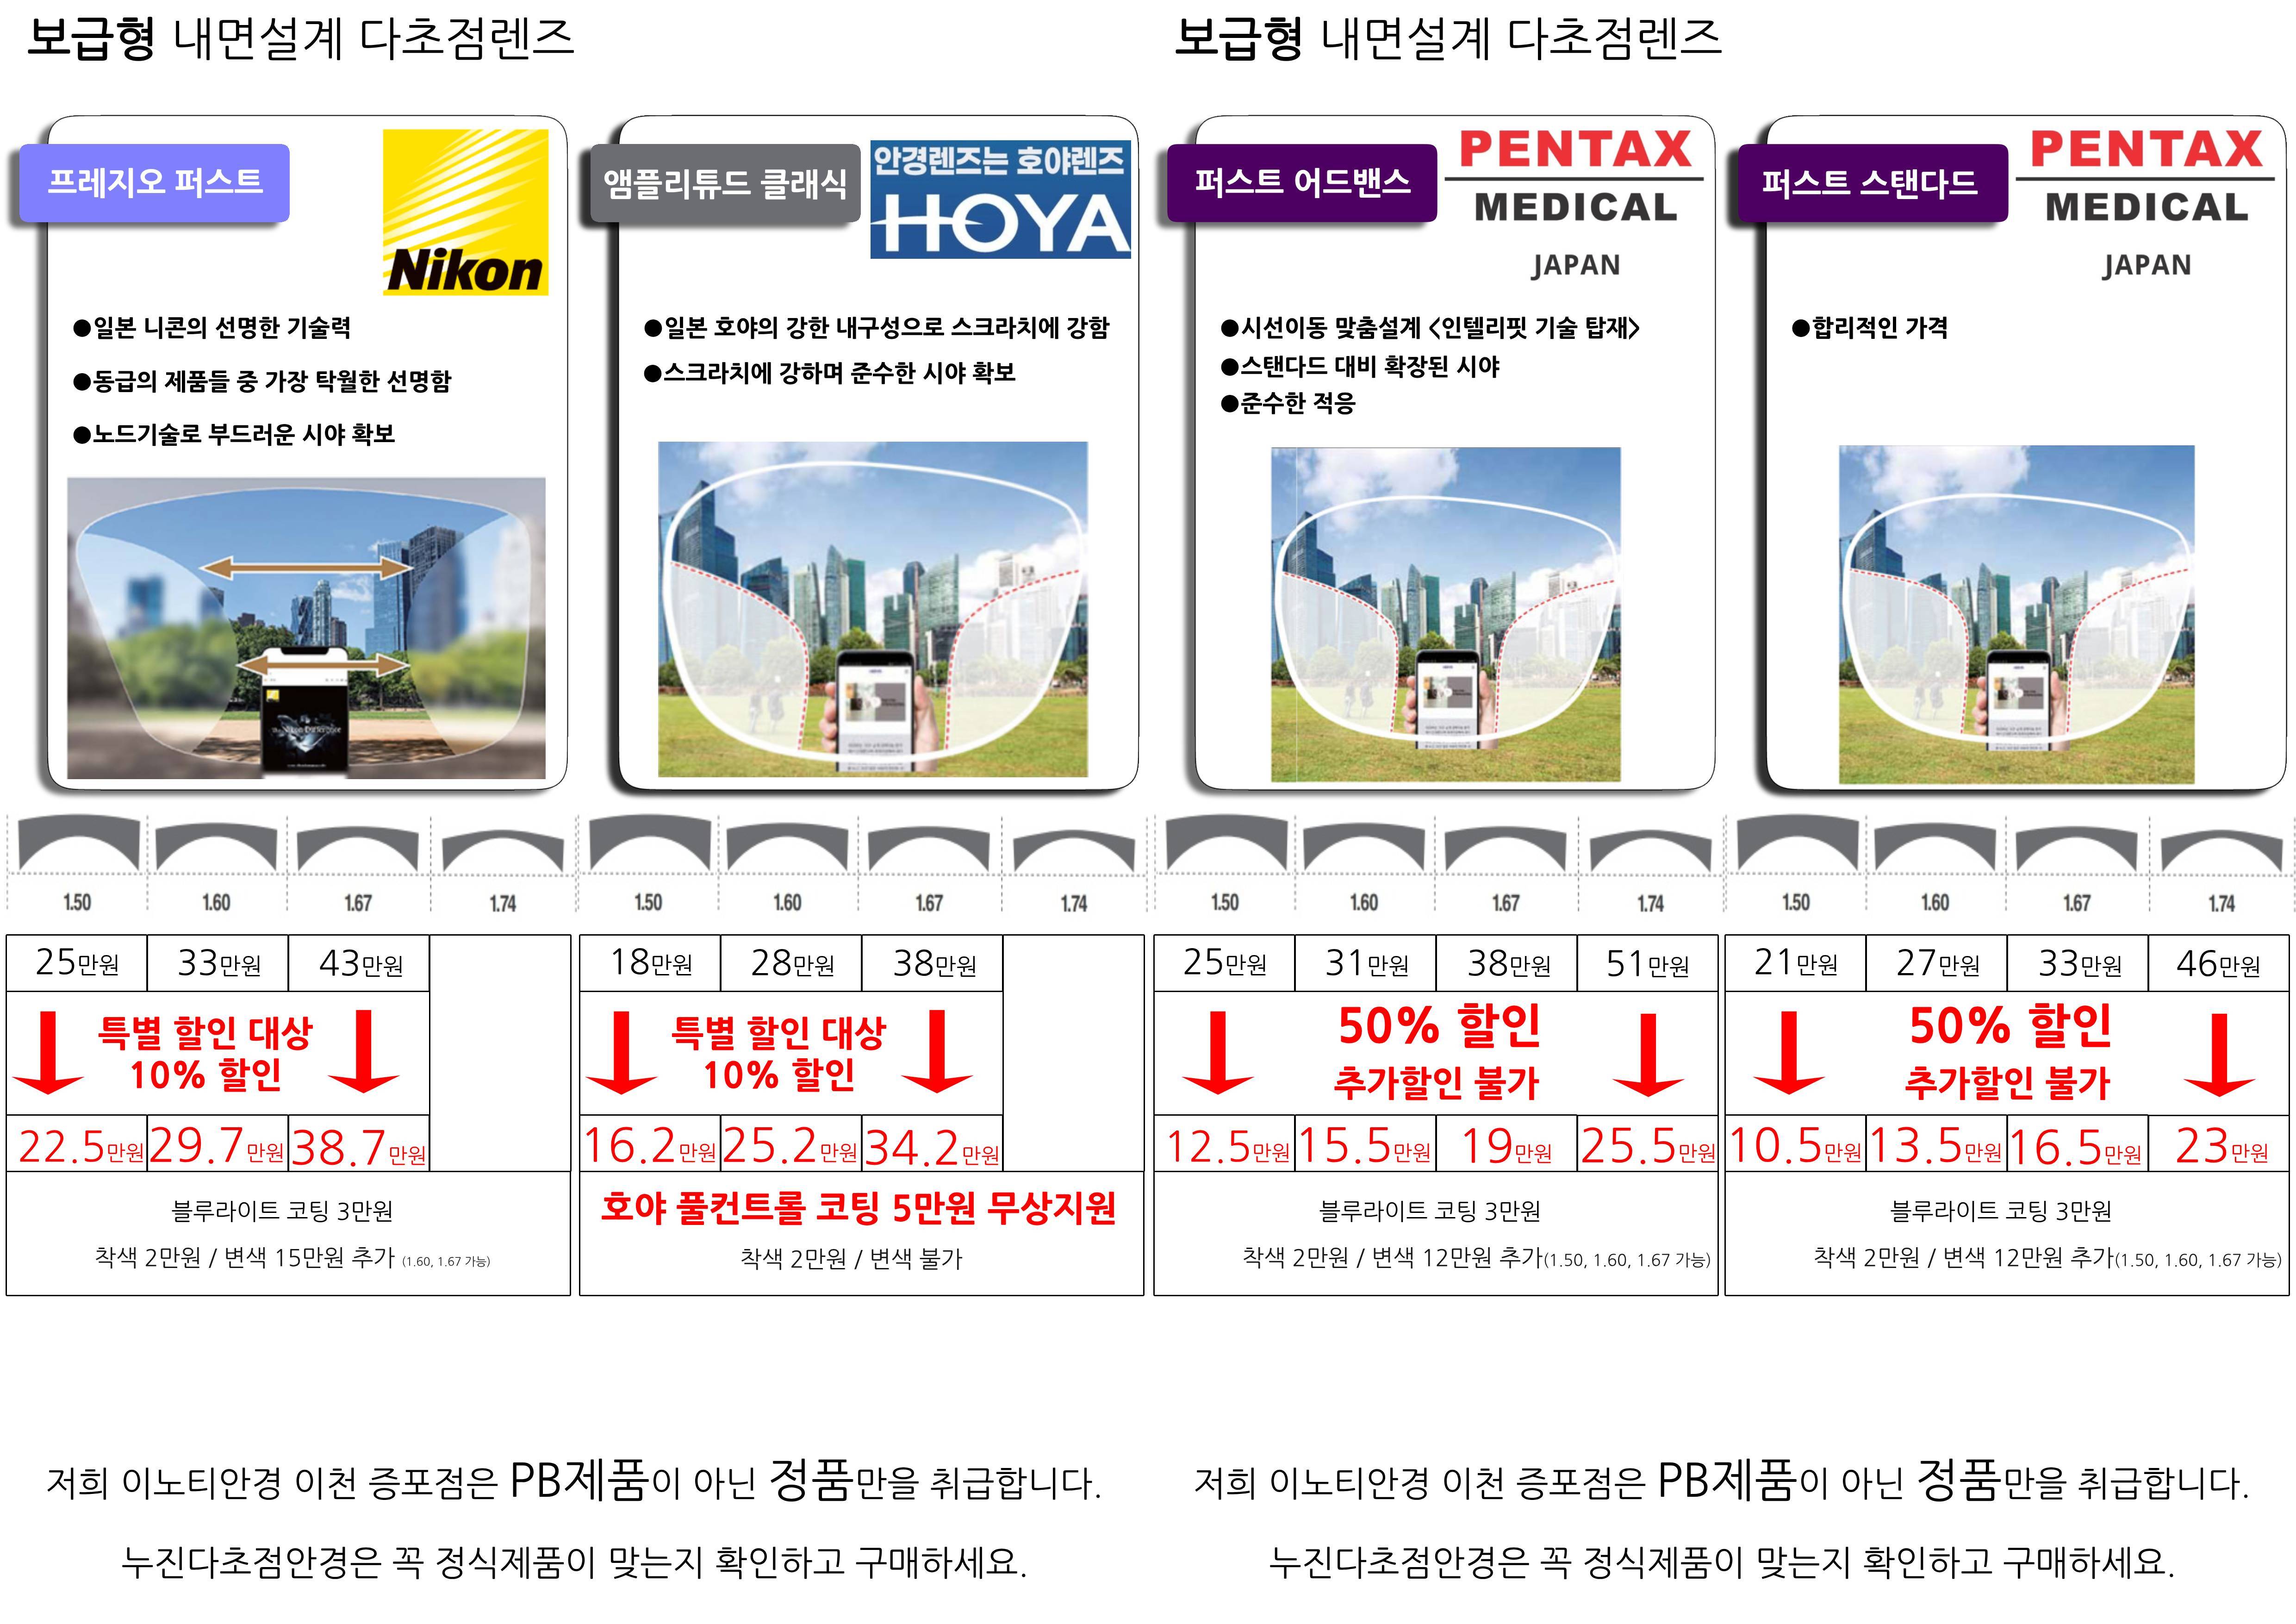 보급형 내면설계 다초점렌즈
프레지오 퍼스트
Nikon
●일본 니콘의 선명한 기술력
●동급의 제품들 중 가장 탁월한 선명함
●노드기술로 부드러운 시야 확보
1.50 1.60 1.67 1.74
25만원 33만원 43만원
특별 할인 대상
10% 할인
22.5만원 29.7만원 38.7만원
블루라이트 코팅 3만원
착색 2만원 / 변색 15만원 추가 (1.60, 1.67 가능)
앰플리튜드 클래식
안경렌즈는 호야렌즈
HOYA
●일본 호야의 강한 내구성으로 스크라치에 강함
●스크라치에 강하며 준수한 시야 확보
1.50 1.60 1.67 1.74
18만원 28만원 38만원
특별 할인 대상
10% 할인
16.2만원 25.2만원 34.2만원
호야 풀컨트롤 코팅 5만원 무상지원
착색 2만원 / 변색 불가
저희 이노티안경 이천 증포점은 PB제품이 아닌 정품만을 취급합니다.
누진다초점안경은 꼭 정식제품이 맞는지 확인하고 구매하세요.
보급형 내면설계 다초점렌즈
퍼스트 어드밴스
PENTAX
MEDICAL
JAPAN
●시선이동 맞춤설계 <인텔리핏 기술 탑재>
●스탠다드 대비 확장된 시야
●준수한 적응
1.50 1.60 1.67 1.74
25만원 31만원 38만원 51만원
50% 할인
추가할인 불가
12.5만원 15.5만원 19만원 25.5만원
블루라이트 코팅 3만원
착색 2만원 / 변색 12만원 추가(1.50, 1.60, 1.67 가능)
퍼스트 스탠다드
PENTAX
MEDICAL
JAPAN
●합리적인 가격
1.50 1.60 1.67 1.74
21만원 27만원 33만원 46만원
50% 할인
추가할인 불가
10.5만원 13.5만원 16.5만원 23만원
블루라이트 코팅 3만원
착색 2만원 / 변색 12만원 추가(1.50, 1.60, 1.67 가능)
저희 이노티안경 이천 증포점은 PB제품이 아닌 정품만을 취급합니다.
누진다초점안경은 꼭 정식제품이 맞는지 확인하고 구매하세요.